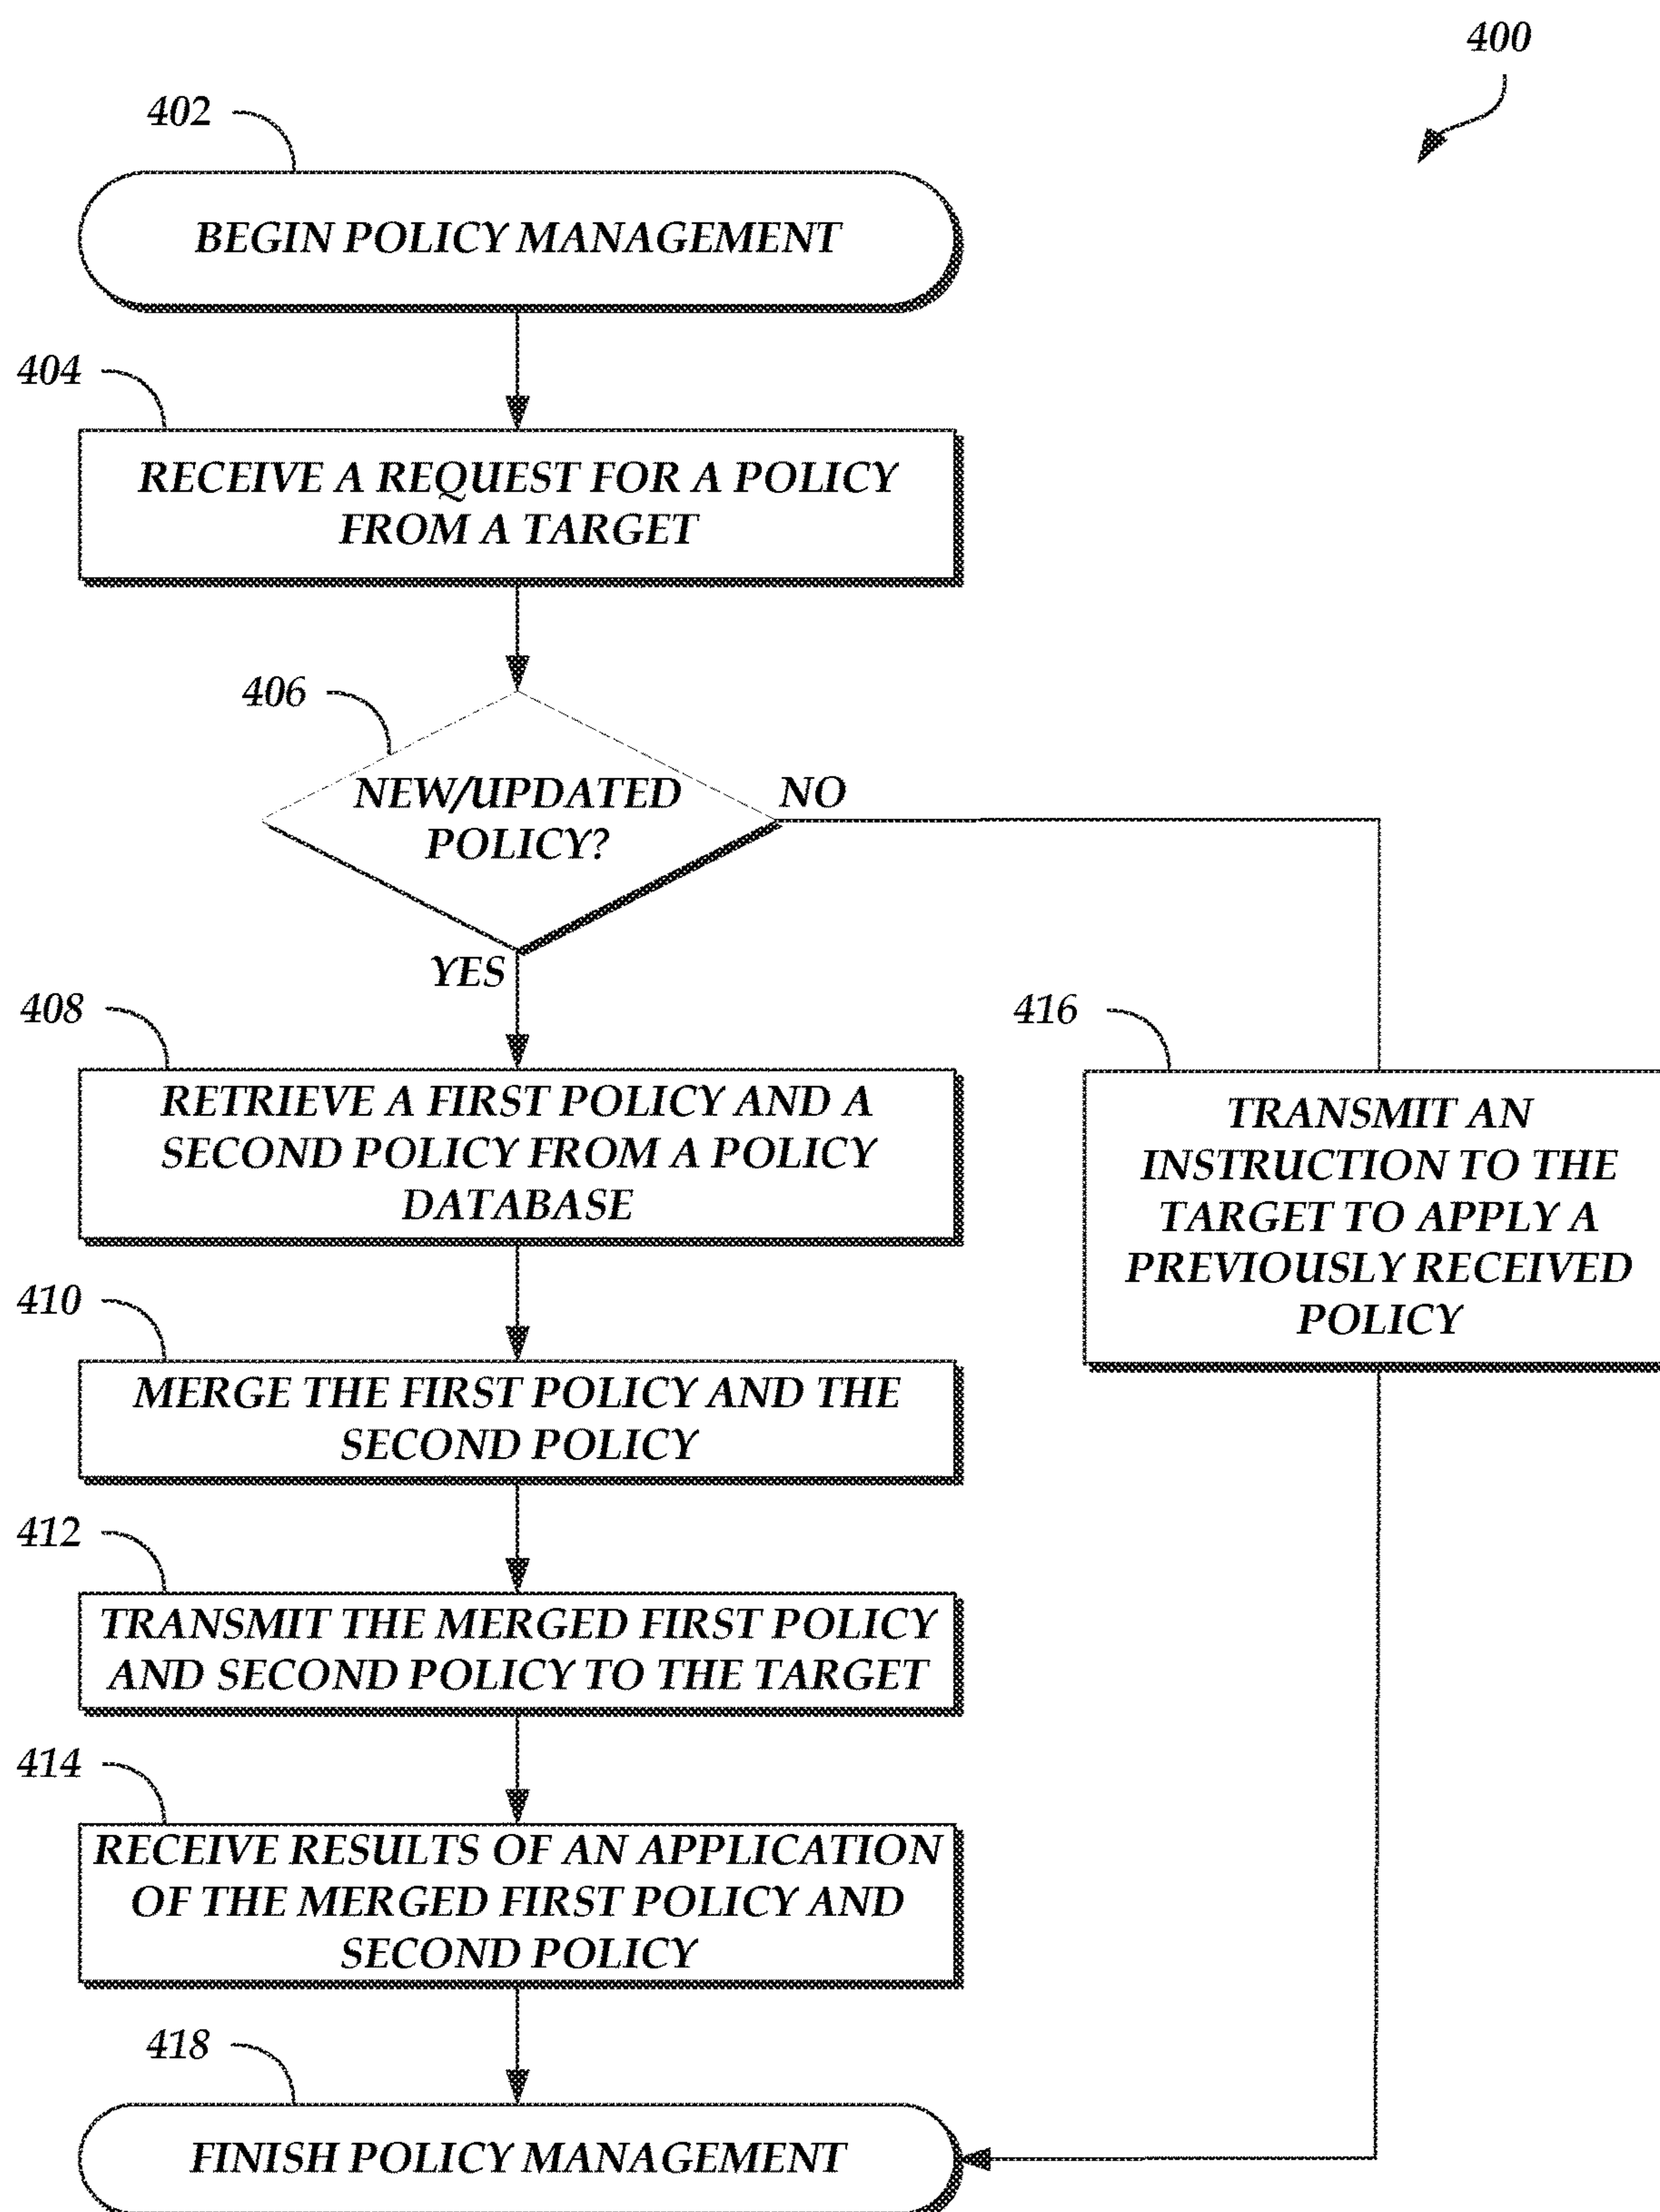 400
402
BEGIN POLICY MANAGEMENT
404
RECEIVE A REQUEST FOR A POLICY
FROM A TARGET
406
NEW/UPDATED
POLICY?
NO
YES
408
RETRIEVE A FIRST POLICY AND A
SECOND POLICY FROM A POLICY
DATABASE
416
TRANSMIT AN
INSTRUCTION TO THE
TARGET TO APPLY A
PREVIOUSLY RECEIVED
POLICY
410
MERGE THE FIRST POLICY AND THE
SECOND POLICY
412
TRANSMIT THE MERGED FIRST POLICY
AND SECOND POLICY TO THE TARGET
414
RECEIVE RESULTS OF AN APPLICATION
OF THE MERGED FIRST POLICY AND
SECOND POLICY
418
FINISH POLICY MANAGEMENT